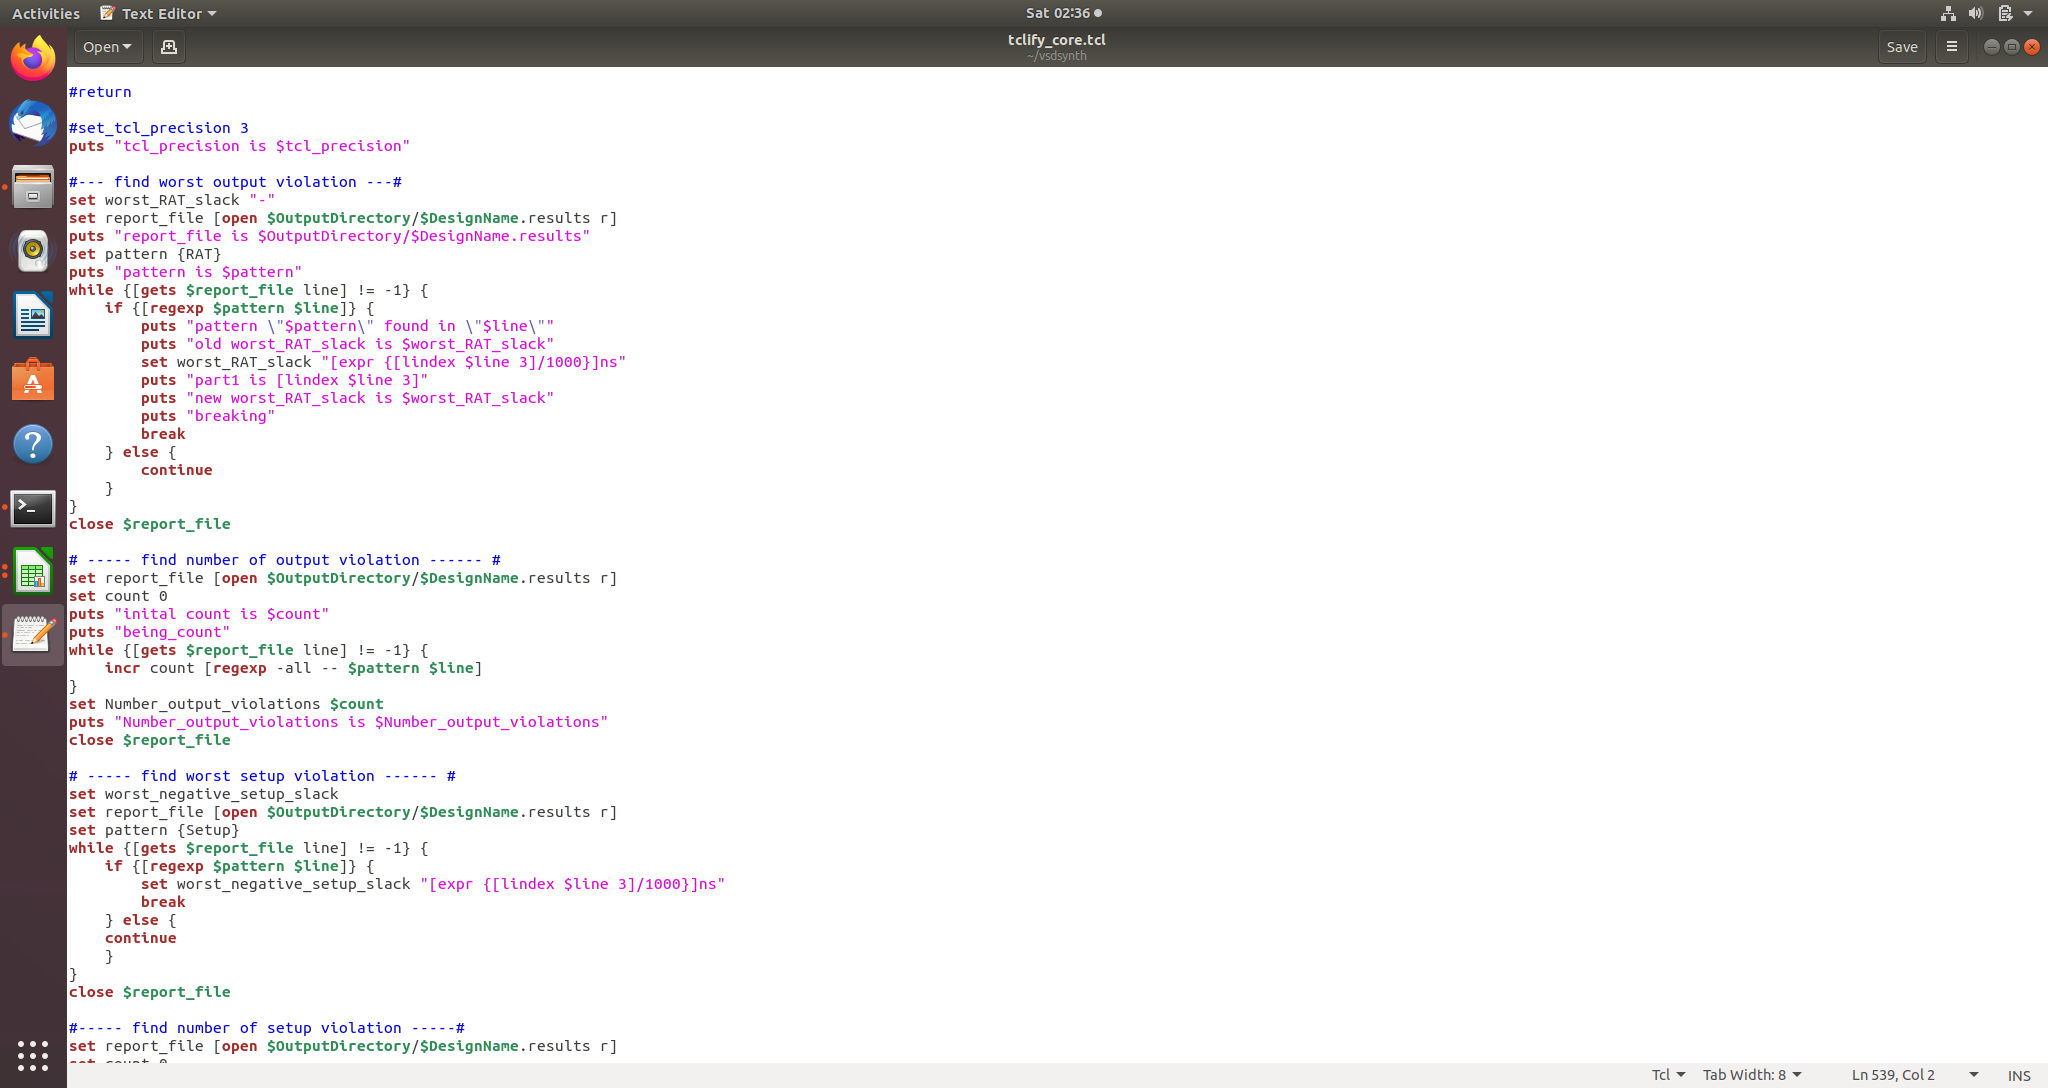 Activities Text Editor Sat 02:36
Open tclify_core.tcl Save
~/vsdsynth
#return
#set_tcl_precision 3
puts "tcl_precision is $tcl_precision"
#--- find worst output violation ---#
set worst_RAT_slack "-"
set report_file [open $OutputDirectory/$DesignName.results r]
puts "report_file is $OutputDirectory/$DesignName.results"
set pattern {RAT}
puts "pattern is $pattern"
while {[gets $report_file line] != -1} {
    if {[regexp $pattern $line]} {
        puts "pattern \"$pattern\" found in \"$line\""
        puts "old worst_RAT_slack is $worst_RAT_slack"
        set worst_RAT_slack "[expr {[lindex $line 3]/1000}]ns"
        puts "part1 is [lindex $line 3]"
        puts "new worst_RAT_slack is $worst_RAT_slack"
        puts "breaking"
        break
    } else {
        continue
    }
}
close $report_file
# ----- find number of output violation ------ #
set report_file [open $OutputDirectory/$DesignName.results r]
set count 0
puts "inital count is $count"
puts "being_count"
while {[gets $report_file line] != -1} {
    incr count [regexp -all -- $pattern $line]
}
set Number_output_violations $count
puts "Number_output_violations is $Number_output_violations"
close $report_file
# ----- find worst setup violation ------ #
set worst_negative_setup_slack
set report_file [open $OutputDirectory/$DesignName.results r]
set pattern {Setup}
while {[gets $report_file line] != -1} {
    if {[regexp $pattern $line]} {
        set worst_negative_setup_slack "[expr {[lindex $line 3]/1000}]ns"
        break
    } else {
    continue
    }
}
close $report_file
#----- find number of setup violation -----#
set report_file [open $OutputDirectory/$DesignName.results r]
set count 0
Tcl Tab Width: 8 Ln 539, Col 2 INS